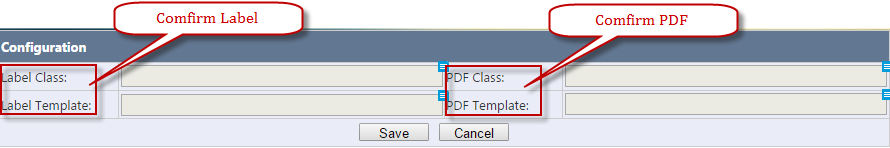 Comfirm Label
Comfirm PDF
Configuration
Label Class:
PDF Class:
Label Template:
PDF Template:
Save
Cancel